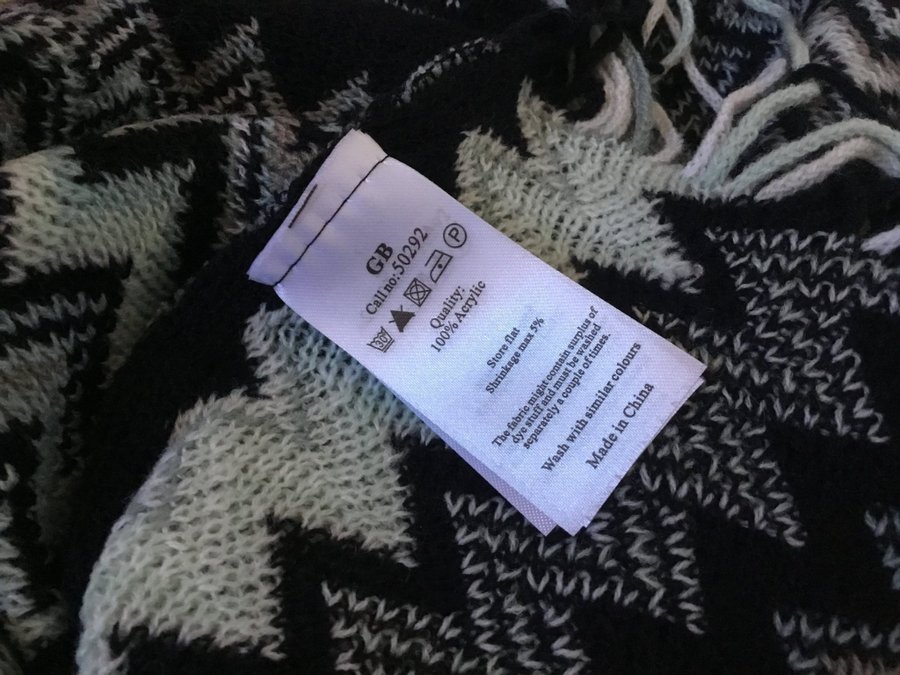 GB
Call no: 50292
30 P
Quality:
100% Acrylic
Store flat
Shrinkage max 5%
The fabric might contain surplus of
dye stuff and must be washed
separately a couple of times.
Wash with similar colours
Made in China